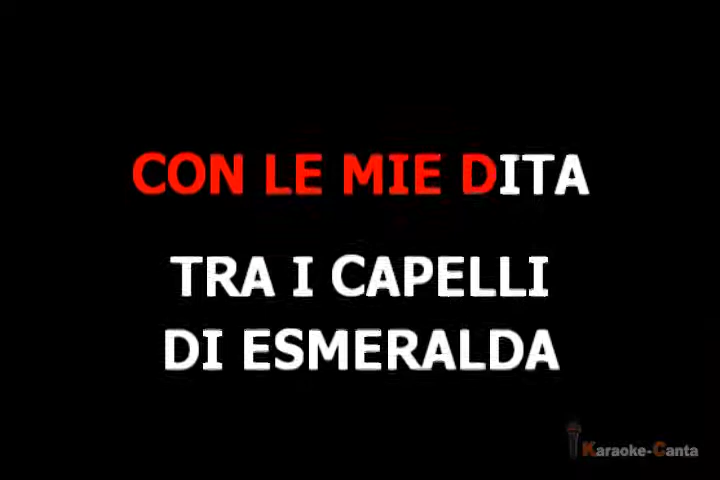 CON LE MIE DITA
TRA I CAPELLI
DI ESMERALDA
Karaoke-Canta